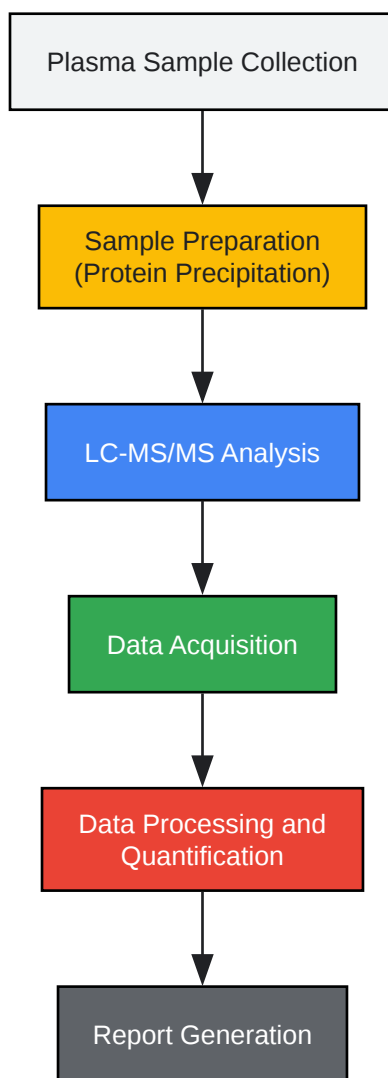 Plasma Sample Collection
Sample Preparation
(Protein Precipitation)
LC-MS/MS Analysis
Data Acquisition
Data Processing and
Quantification
Report Generation